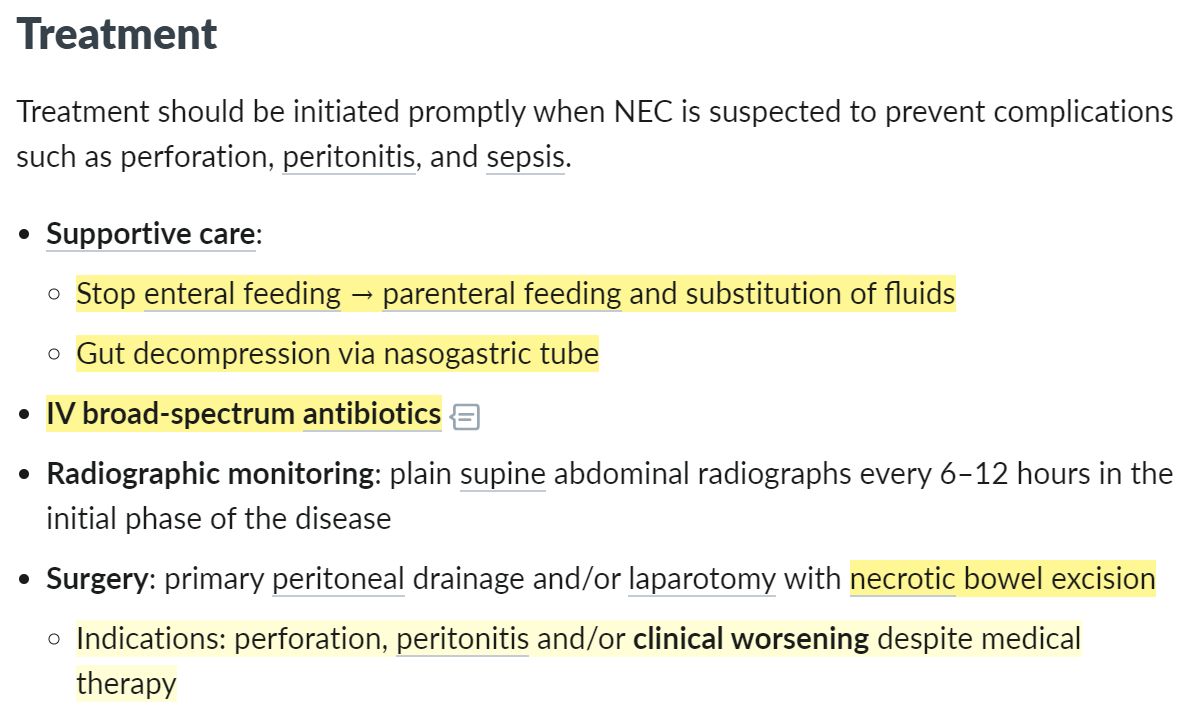 Treatment
Treatment should be initiated promptly when NEC is suspected to prevent complications
such as perforation, peritonitis, and sepsis.
• Supportive care:
○ Stop enteral feeding → parenteral feeding and substitution of fluids
○ Gut decompression via nasogastric tube
• IV broad-spectrum antibiotics
• Radiographic monitoring: plain supine abdominal radiographs every 6–12 hours in the
initial phase of the disease
• Surgery: primary peritoneal drainage and/or laparotomy with necrotic bowel excision
○ Indications: perforation, peritonitis and/or clinical worsening despite medical
therapy